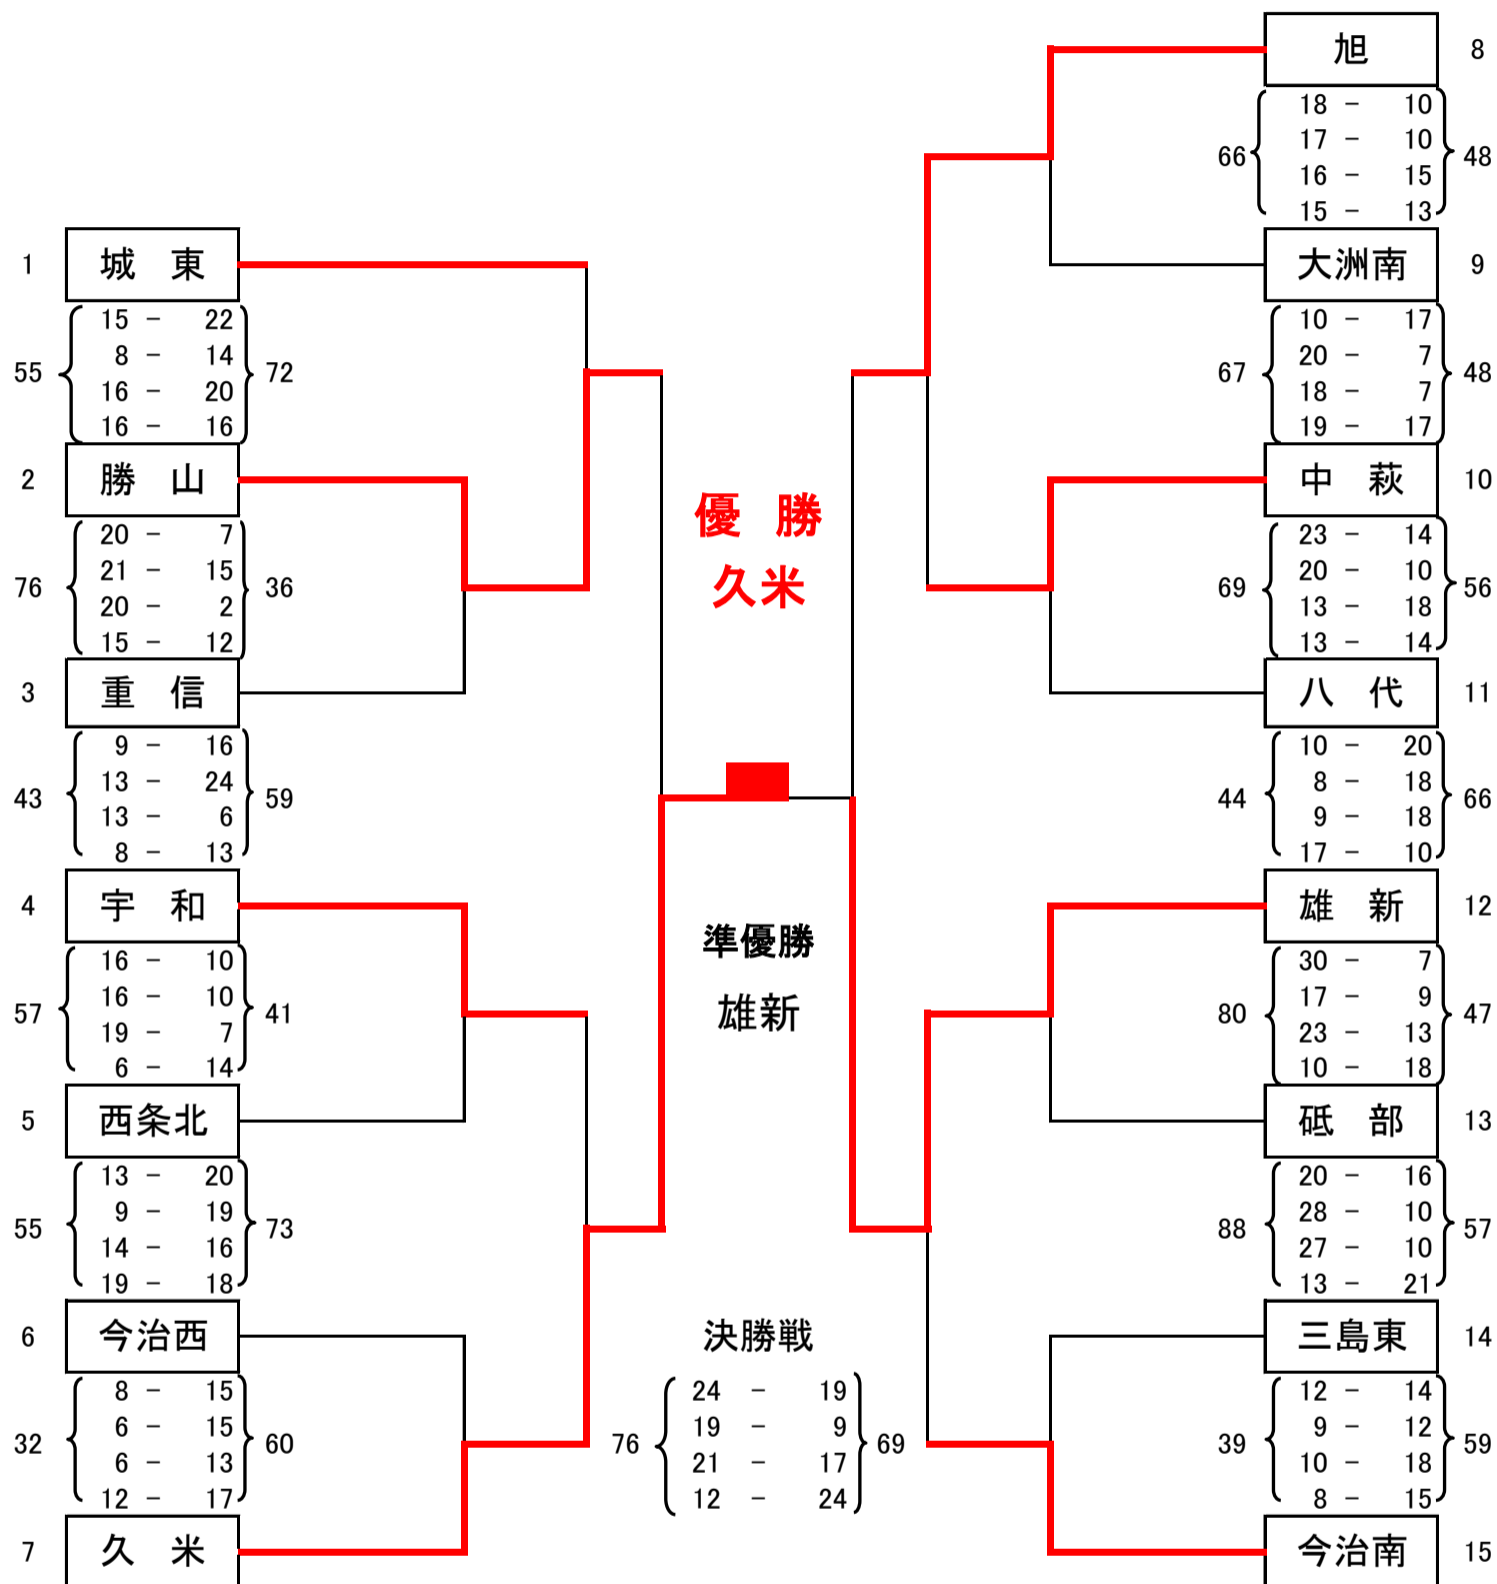 1 城 東
55 72
15 - 22
8 - 14
16 - 20
16 - 16
2 勝 山
76 36
20 - 7
21 - 15
20 - 2
15 - 12
3 重 信
43 59
9 - 16
13 - 24
13 - 6
8 - 13
4 宇 和
57 41
16 - 10
16 - 10
19 - 7
6 - 14
5 西条北
55 73
13 - 20
9 - 19
14 - 16
19 - 18
6 今治西
32 60
8 - 15
6 - 15
6 - 13
12 - 17
7 久 米
優 勝
久米
準優勝
雄新
決勝戦
76 69
24 - 19
19 - 9
21 - 17
12 - 24
旭 8
66 48
18 - 10
17 - 10
16 - 15
15 - 13
大洲南 9
67 48
10 - 17
20 - 7
18 - 7
19 - 17
中 萩 10
69 56
23 - 14
20 - 10
13 - 18
13 - 14
八 代 11
44 66
10 - 20
8 - 18
9 - 18
17 - 10
雄 新 12
80 47
30 - 7
17 - 9
23 - 13
10 - 18
砥 部 13
88 57
20 - 16
28 - 10
27 - 10
13 - 21
三島東 14
39 59
12 - 14
9 - 12
10 - 18
8 - 15
今治南 15